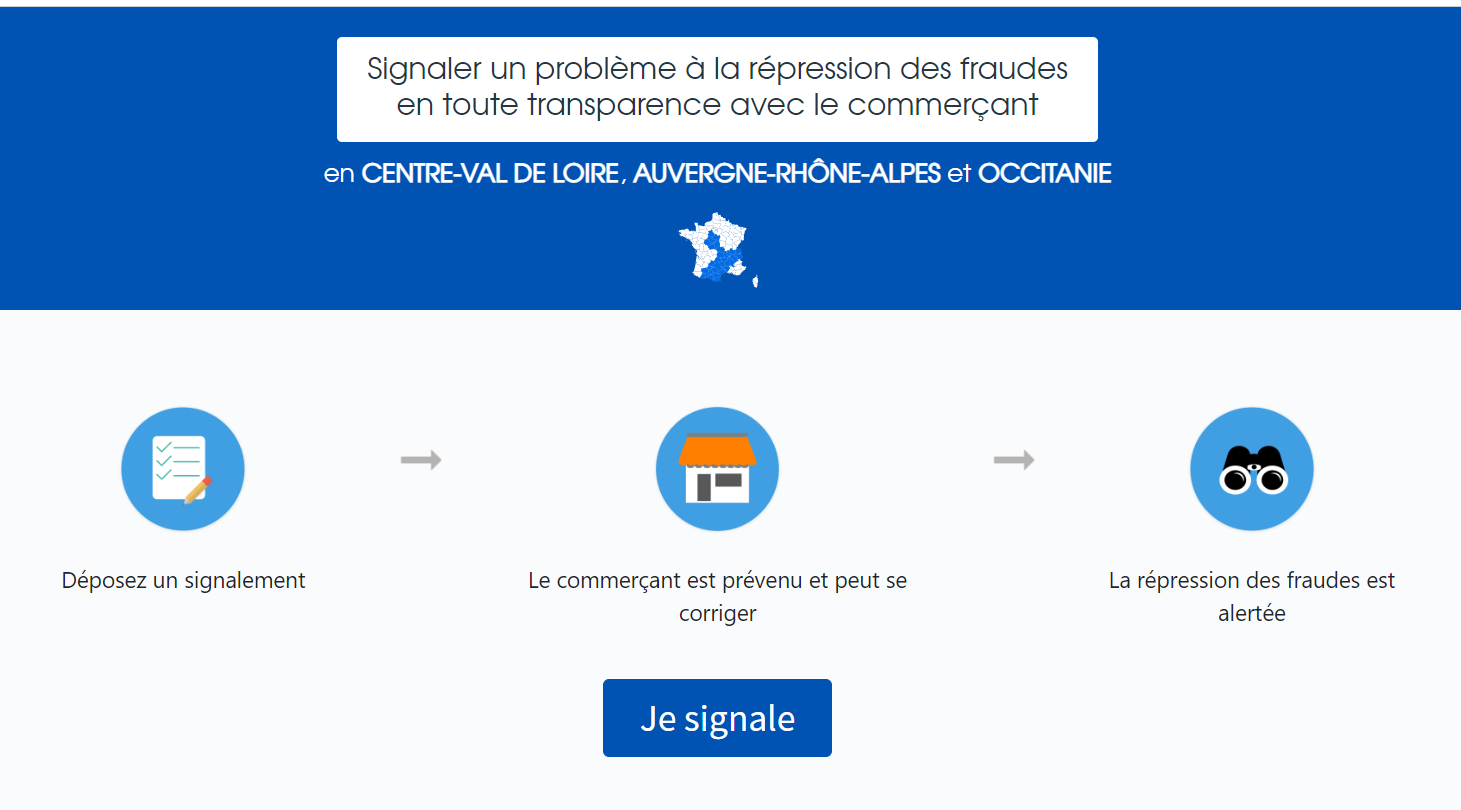 Signaler un problème à la répression des fraudes
en toute transparence avec le commerçant
en CENTRE-VAL DE LOIRE, AUVERGNE-RHÔNE-ALPES et OCCITANIE
Déposez un signalement
Le commerçant est prévenu et peut se
corriger
La répression des fraudes est
alertée
Je signale